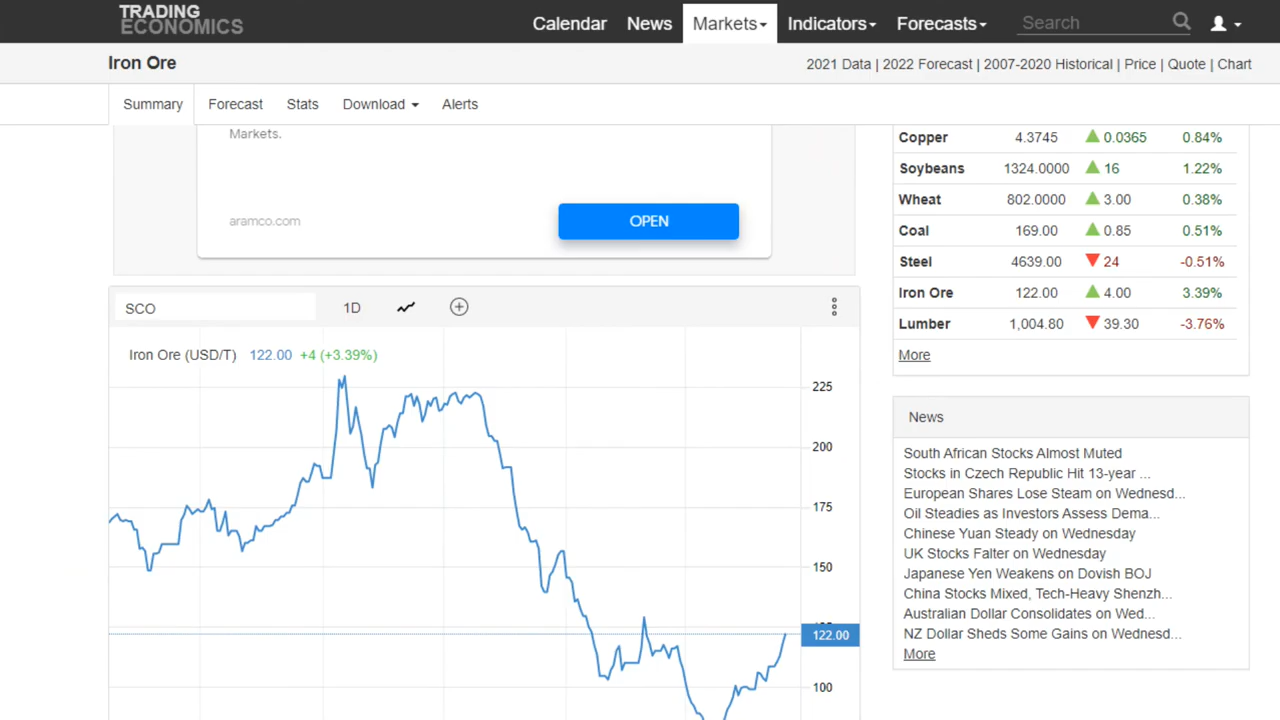 TRADING
ECONOMICS
Calendar News Markets Indicators Forecasts Search
Iron Ore
2021 Data | 2022 Forecast | 2007-2020 Historical | Price | Quote | Chart
Summary Forecast Stats Download Alerts
Markets.
aramco.com
OPEN
SCO 1D
Iron Ore (USD/T) 122.00 +4 (+3.39%)
225
200
175
150
122.00
100
Copper 4.3745 0.0365 0.84%
Soybeans 1324.0000 16 1.22%
Wheat 802.0000 3.00 0.38%
Coal 169.00 0.85 0.51%
Steel 4639.00 24 -0.51%
Iron Ore 122.00 4.00 3.39%
Lumber 1,004.80 39.30 -3.76%
More
News
South African Stocks Almost Muted
Stocks in Czech Republic Hit 13-year ...
European Shares Lose Steam on Wednesd...
Oil Steadies as Investors Assess Dema...
Chinese Yuan Steady on Wednesday
UK Stocks Falter on Wednesday
Japanese Yen Weakens on Dovish BOJ
China Stocks Mixed, Tech-Heavy Shenzh...
Australian Dollar Consolidates on Wed...
NZ Dollar Sheds Some Gains on Wednesd...
More